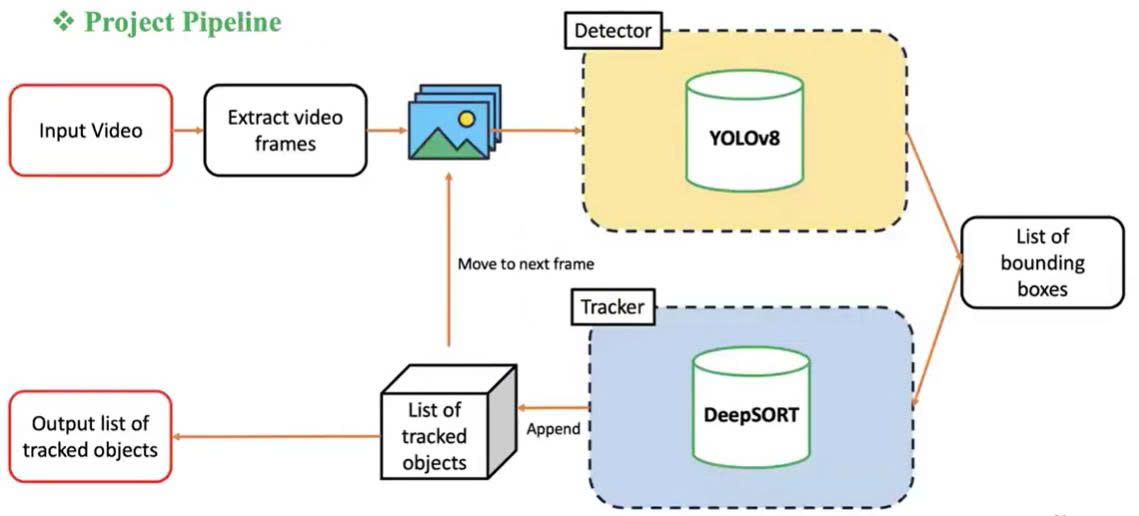 ❖ Project Pipeline
Detector
Input Video
Extract video
frames
YOLOv8
List of
bounding
boxes
Move to next frame
Tracker
DeepSORT
Append
List of
tracked
objects
Output list of
tracked objects